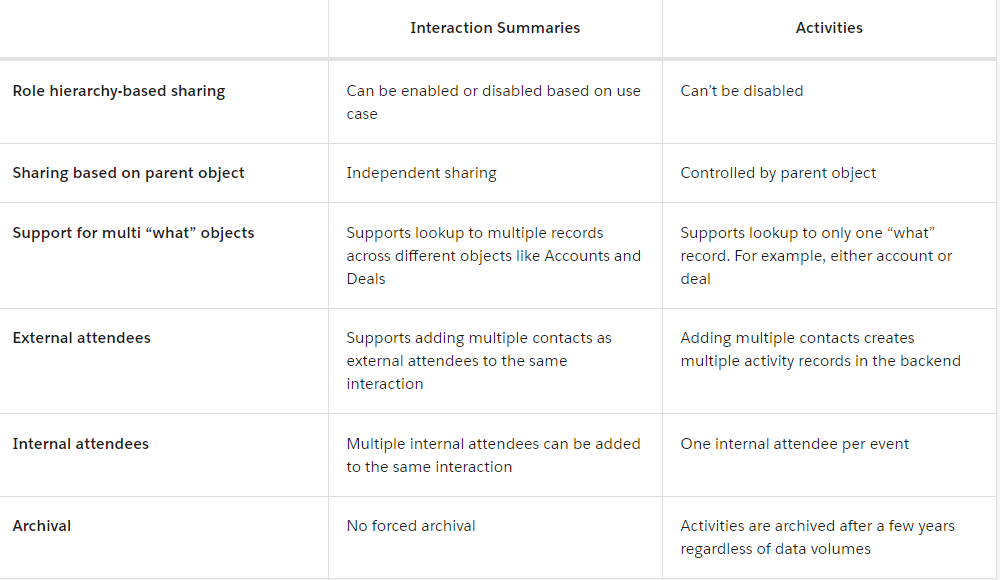 Interaction Summaries
Activities
Role hierarchy-based sharing
Can be enabled or disabled based on use
case
Can’t be disabled
Sharing based on parent object
Independent sharing
Controlled by parent object
Support for multi “what” objects
Supports lookup to multiple records
across different objects like Accounts and
Deals
Supports lookup to only one “what”
record. For example, either account or
deal
External attendees
Supports adding multiple contacts as
external attendees to the same
interaction
Adding multiple contacts creates
multiple activity records in the backend
Internal attendees
Multiple internal attendees can be added
to the same interaction
One internal attendee per event
Archival
No forced archival
Activities are archived after a few years
regardless of data volumes